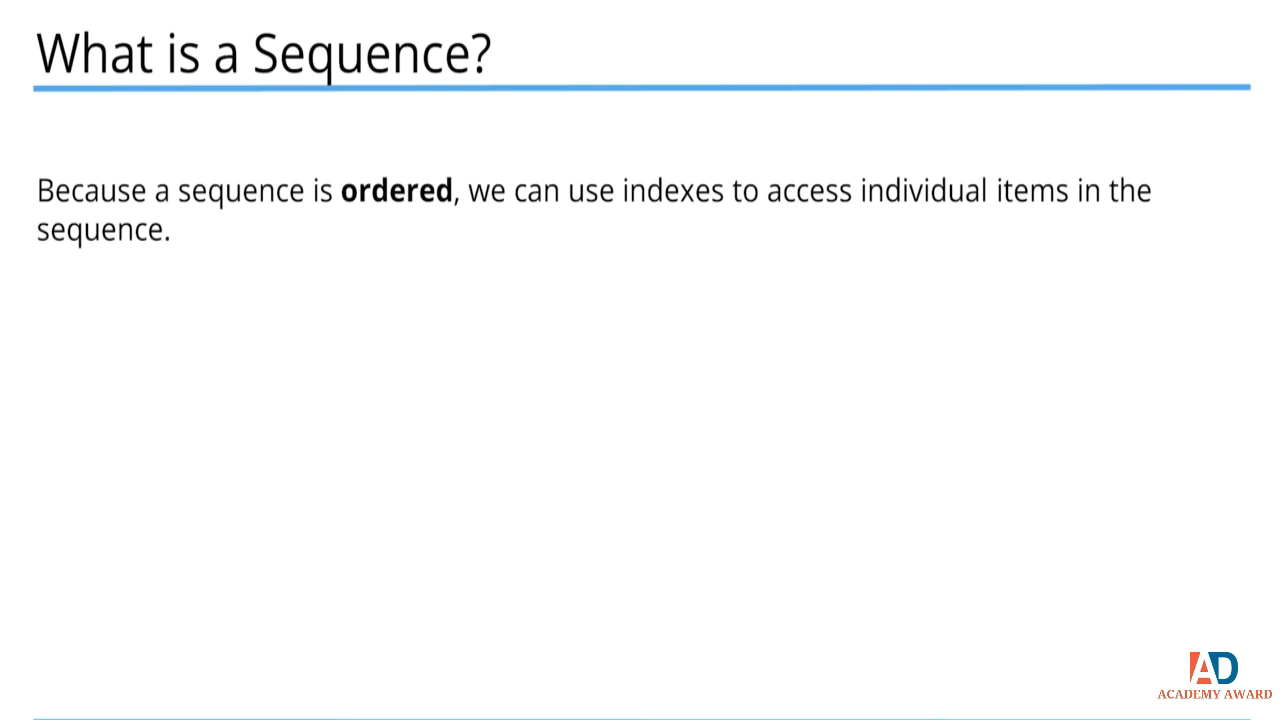 What is a Sequence?
Because a sequence is ordered, we can use indexes to access individual items in the
sequence.
AD
ACADEMY AWARD